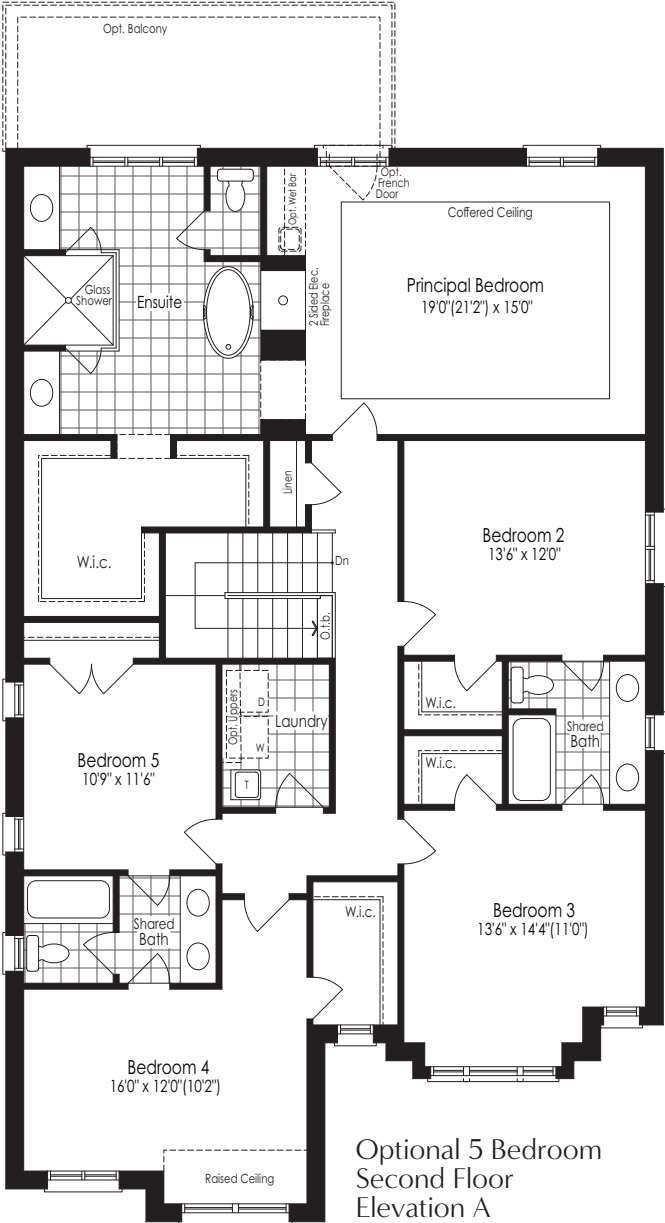 Opt. Balcony
Opt.
French
Door
Opt. Wet Bar
Coffered Ceiling
Glass
Shower
Ensuite
2 Sided Elec.
Fireplace
Principal Bedroom
19'0"(21'2") x 15'0"
Linen
W.i.c.
Dn
O.t.b.
Bedroom 2
13'6" x 12'0"
Opt. Uppers
D
W
T
Laundry
W.i.c.
Shared
Bath
W.i.c.
Bedroom 5
10'9" x 11'6"
Shared
Bath
W.i.c.
Bedroom 3
13'6" x 14'4"(11'0")
Bedroom 4
16'0" x 12'0"(10'2")
Raised Ceiling
Optional 5 Bedroom
Second Floor
Elevation A